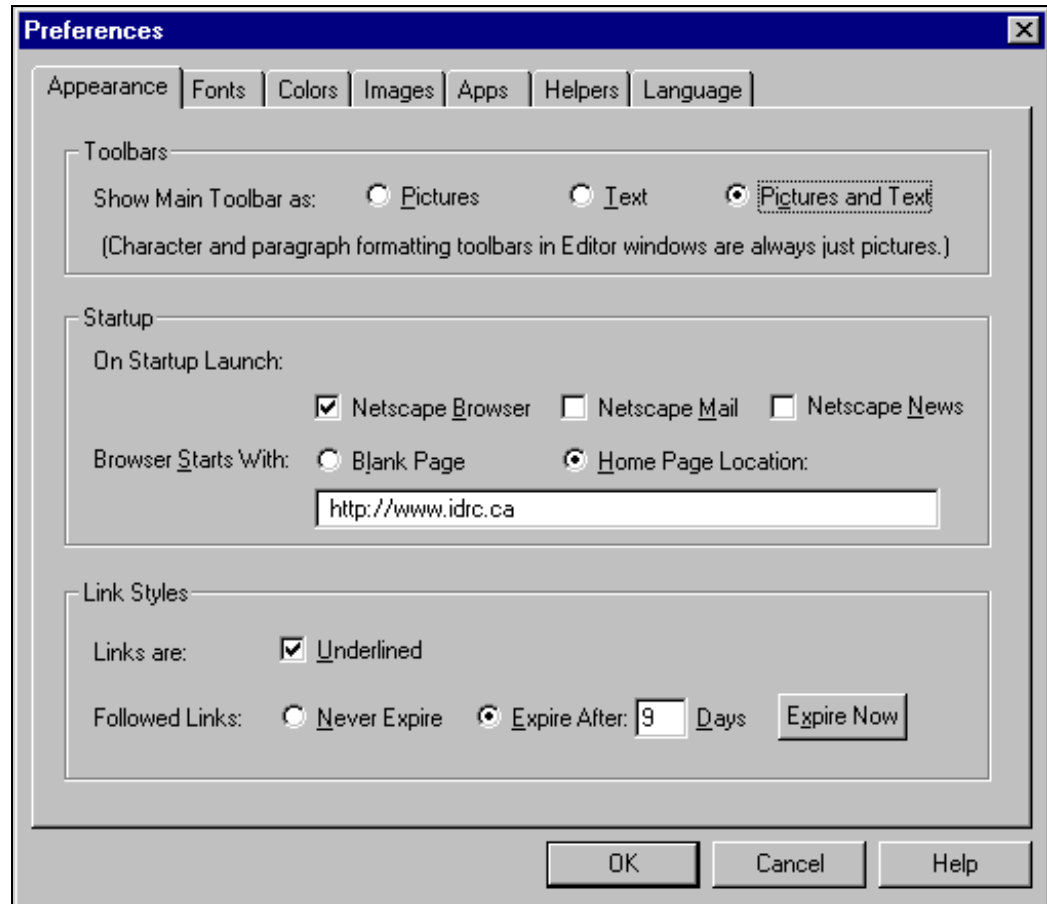 Preferences
Appearance Fonts Colors Images Apps Helpers Language
Toolbars
Show Main Toolbar as: Pictures Text Pictures and Text
(Character and paragraph formatting toolbars in Editor windows are always just pictures.)
Startup
On Startup Launch:
Netscape Browser Netscape Mail Netscape News
Browser Starts With: Blank Page Home Page Location:
http://www.idrc.ca
Link Styles
Links are: Underlined
Followed Links: Never Expire Expire After: 9 Days Expire Now
OK Cancel Help